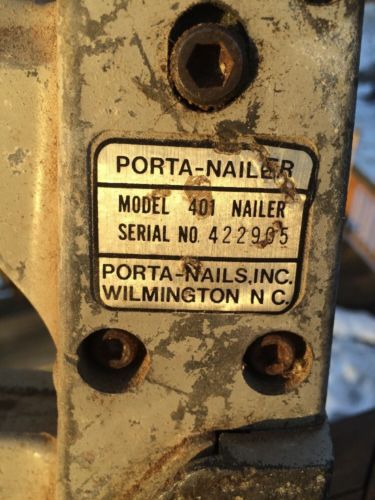 PORTA-NAILER
MODEL 401 NAILER
SERIAL NO. 422905
PORTA-NAILS, INC.
WILMINGTON N C.